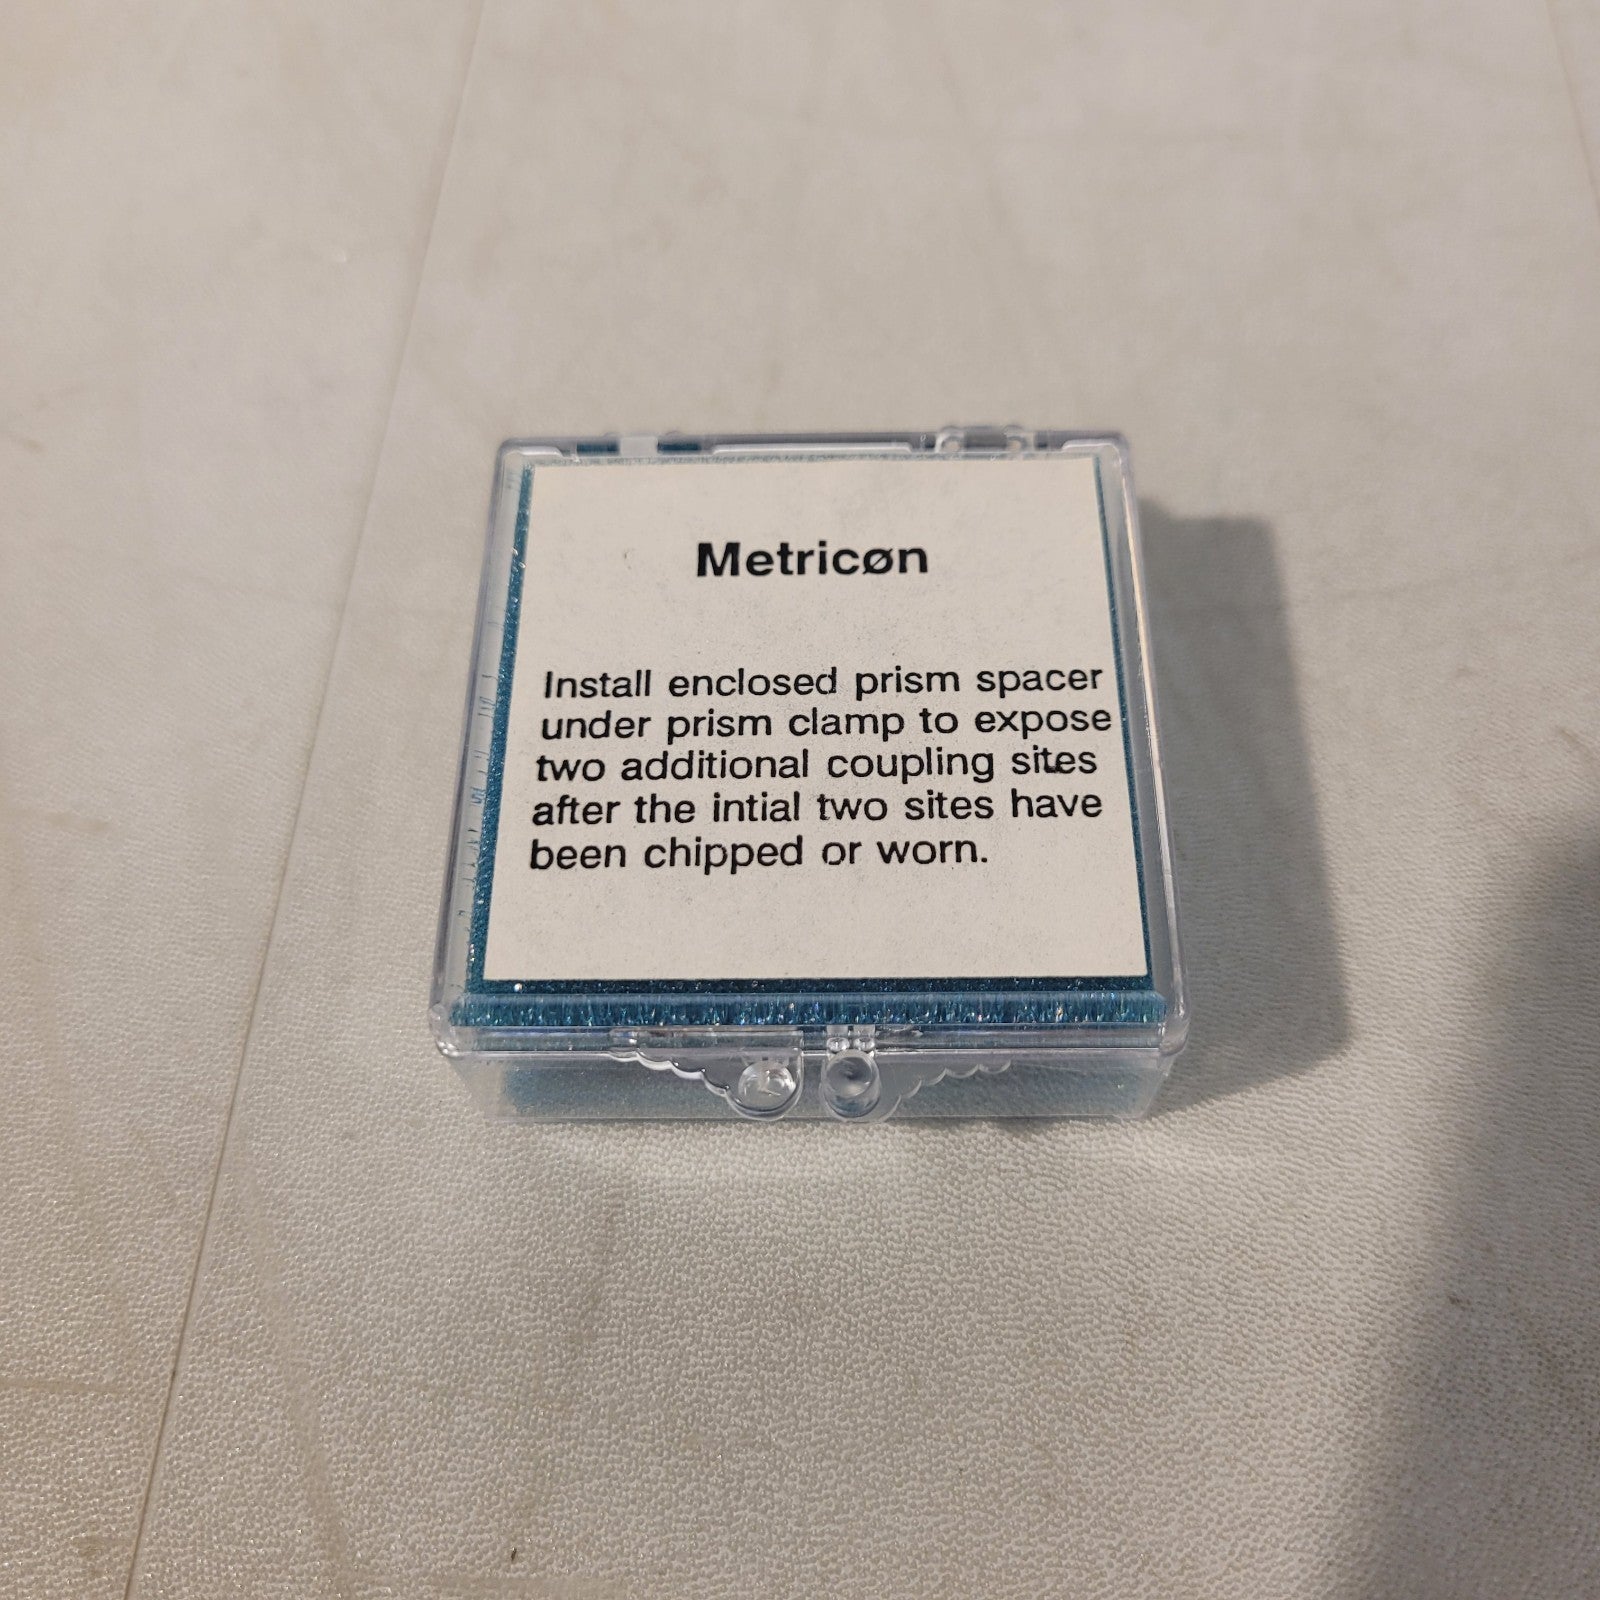 Metricøn
Install enclosed prism spacer
under prism clamp to expose
two additional coupling sites
after the intial two sites have
been chipped or worn.